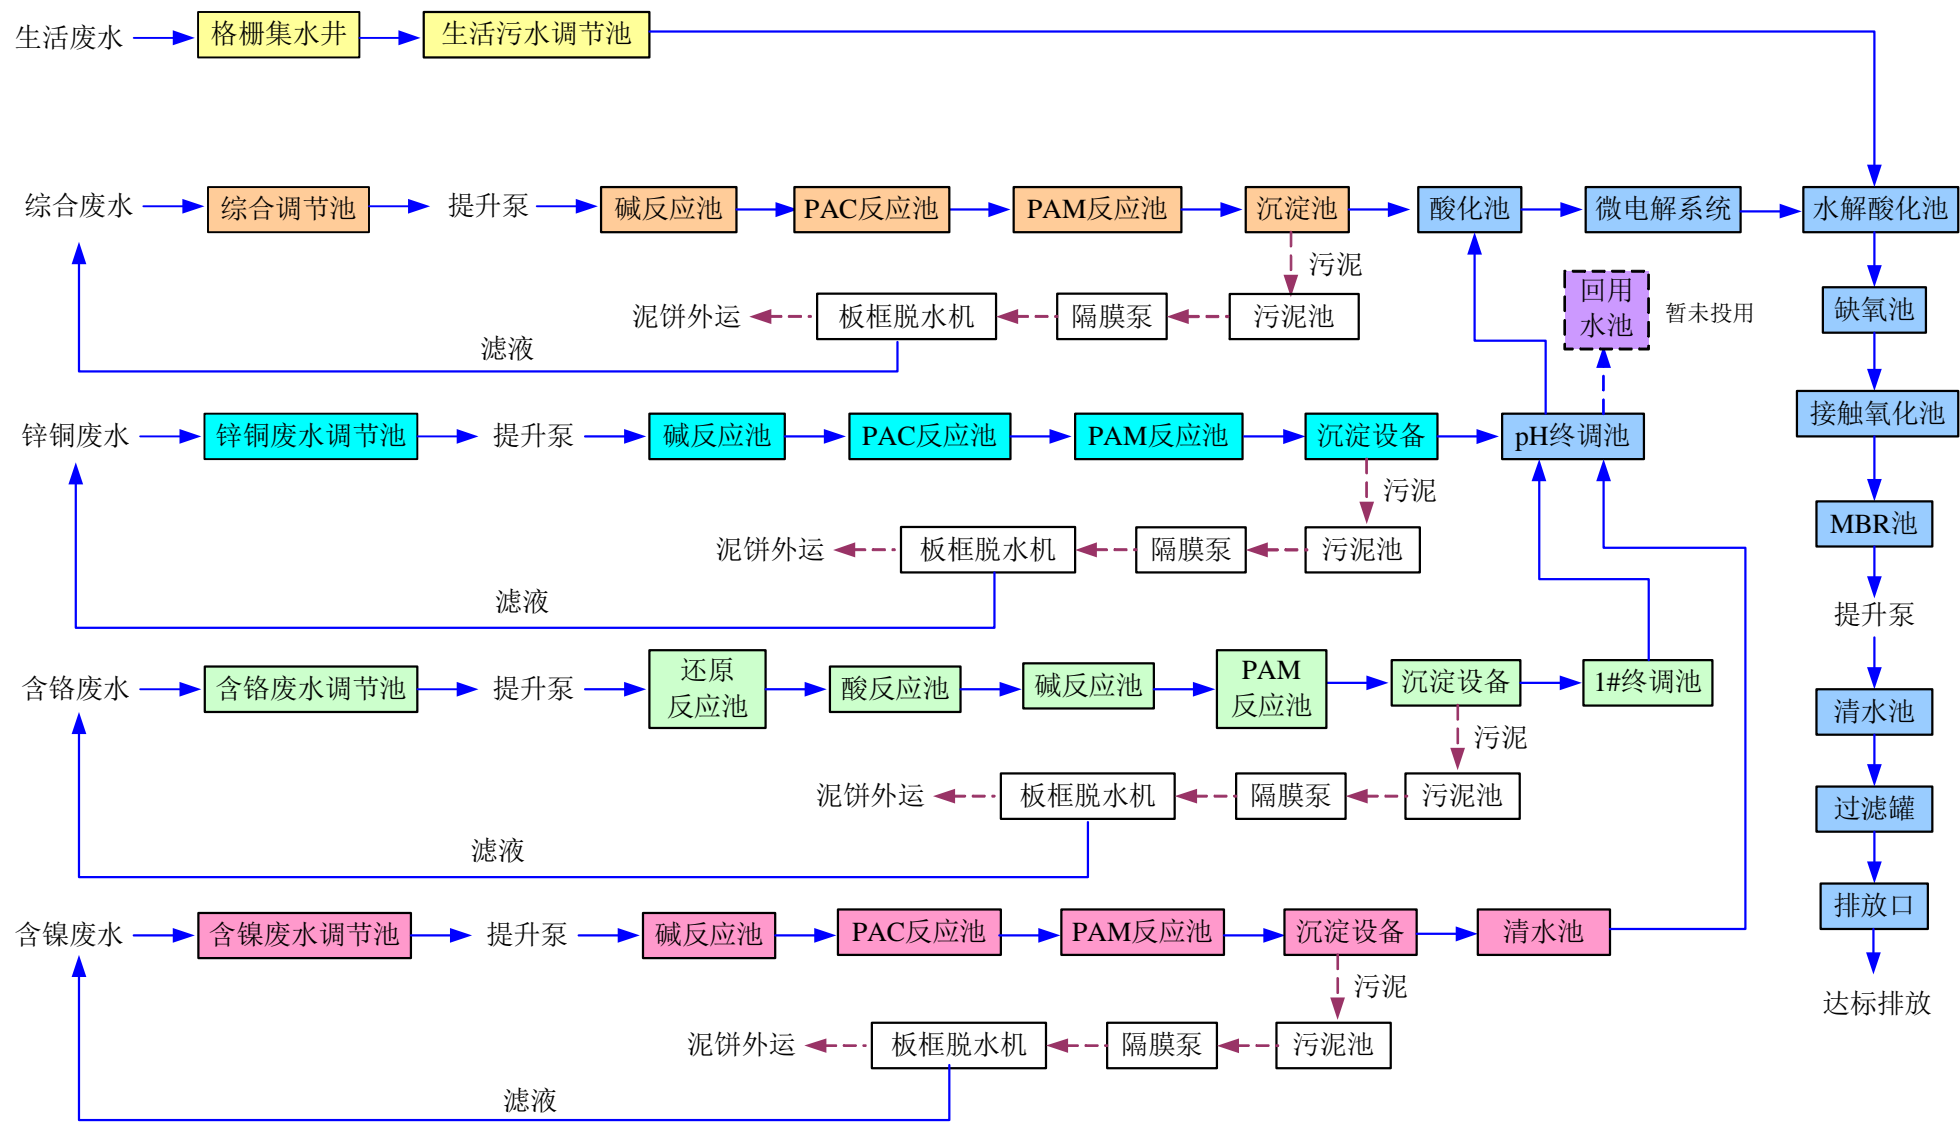 生活废水
格栅集水井
生活污水调节池
综合废水
综合调节池
提升泵
碱反应池
PAC反应池
PAM反应池
沉淀池
酸化池
微电解系统
水解酸化池
污泥
泥饼外运
板框脱水机
隔膜泵
污泥池
回用
水池
暂未投用
缺氧池
滤液
接触氧化池
锌铜废水
锌铜废水调节池
提升泵
碱反应池
PAC反应池
PAM反应池
沉淀设备
pH终调池
污泥
MBR池
泥饼外运
板框脱水机
隔膜泵
污泥池
滤液
提升泵
含铬废水
含铬废水调节池
提升泵
还原
反应池
酸反应池
碱反应池
PAM
反应池
沉淀设备
1#终调池
清水池
污泥
泥饼外运
板框脱水机
隔膜泵
污泥池
过滤罐
滤液
排放口
含镍废水
含镍废水调节池
提升泵
碱反应池
PAC反应池
PAM反应池
沉淀设备
清水池
污泥
达标排放
泥饼外运
板框脱水机
隔膜泵
污泥池
滤液